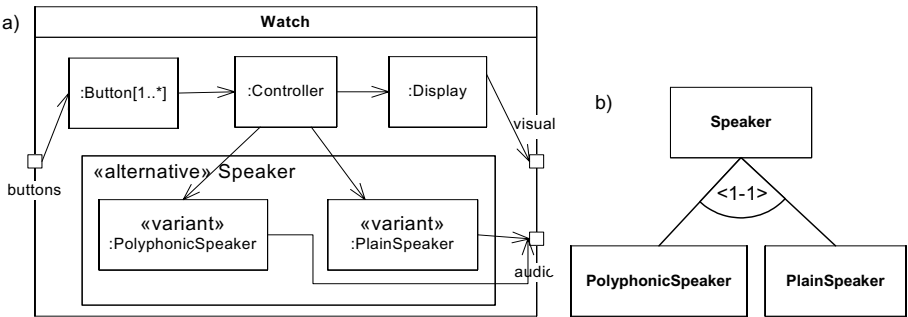 a)
Watch
:Button[1..*]
:Controller
:Display
visual
buttons
«alternative» Speaker
«variant»
:PolyphonicSpeaker
«variant»
:PlainSpeaker
audio
b)
Speaker
<1-1>
PolyphonicSpeaker
PlainSpeaker